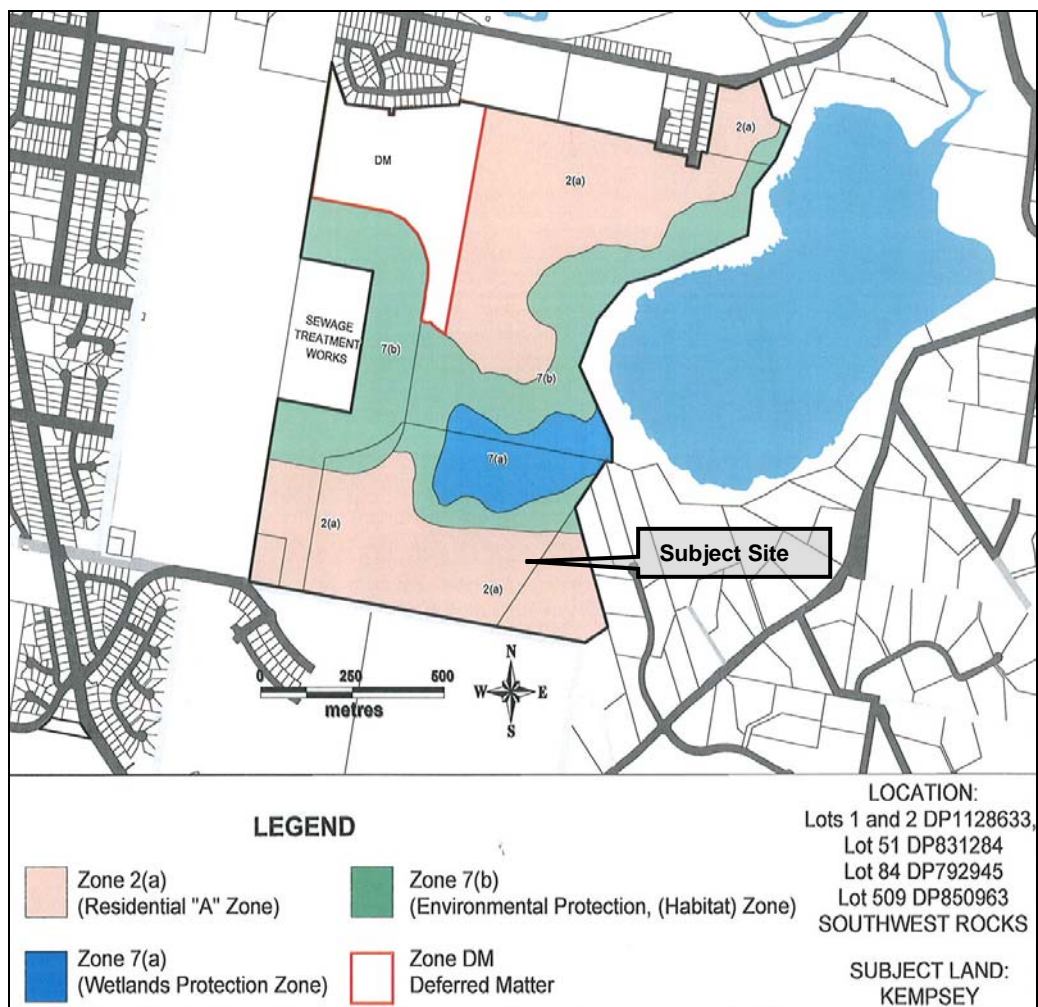 2(a)
DM
2(a)
SEWAGE
TREATMENT
WORKS
7(b)
7(b)
7(a)
2(a)
Subject Site
2(a)
N
W E
S
0 250 500
metres
LEGEND
Zone 2(a)
(Residential "A" Zone)
Zone 7(b)
(Environmental Protection, (Habitat) Zone)
Zone 7(a)
(Wetlands Protection Zone)
Zone DM
Deferred Matter
LOCATION:
Lots 1 and 2 DP1128633,
Lot 51 DP831284
Lot 84 DP792945
Lot 509 DP850963
SOUTHWEST ROCKS
SUBJECT LAND:
KEMPSEY